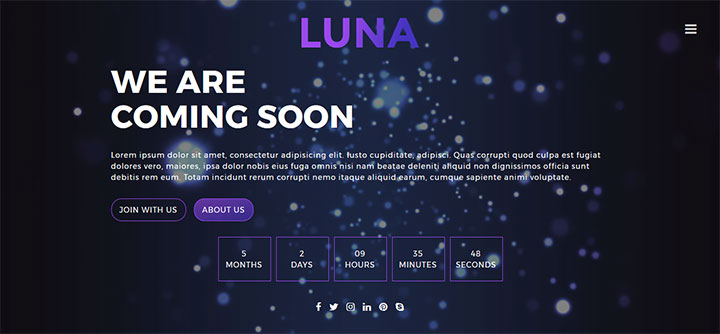 LUNA
WE ARE
COMING SOON
Lorem ipsum dolor sit amet, consectetur adipisicing elit. Iusto cupiditate, adipisci. Quas corrupti quod culpa est fugiat
dolores vero, maiores, ipsa dolor nobis eius fuga omnis nisi earum, natus beatae deleniti aliquid non dignissimos officia sunt
debitis rem eum. Totam incidunt rerum corrupti nemo itaque aliquid earum, cumque sapiente animi voluptate.
JOIN WITH US ABOUT US
5 2 09 35 48
MONTHS DAYS HOURS MINUTES SECONDS